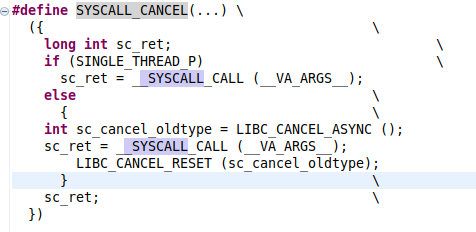 #define SYSCALL_CANCEL(...) \
({ \
long int sc_ret; \
if (SINGLE_THREAD_P) \
sc_ret = __SYSCALL_CALL (__VA_ARGS__);
else \
{ \
int sc_cancel_oldtype = LIBC_CANCEL_ASYNC ();
sc_ret = __SYSCALL_CALL (__VA_ARGS__);
LIBC_CANCEL_RESET (sc_cancel_oldtype);
} \
sc_ret; \
})